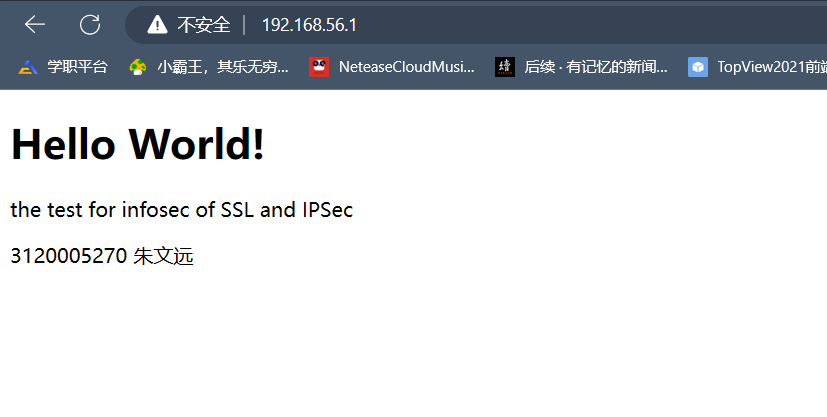 不安全 192.168.56.1
学职平台 小霸王，其乐无穷... NeteaseCloudMusi... 后续 · 有记忆的新闻... TopView2021前端
Hello World!
the test for infosec of SSL and IPSec
3120005270 朱文远